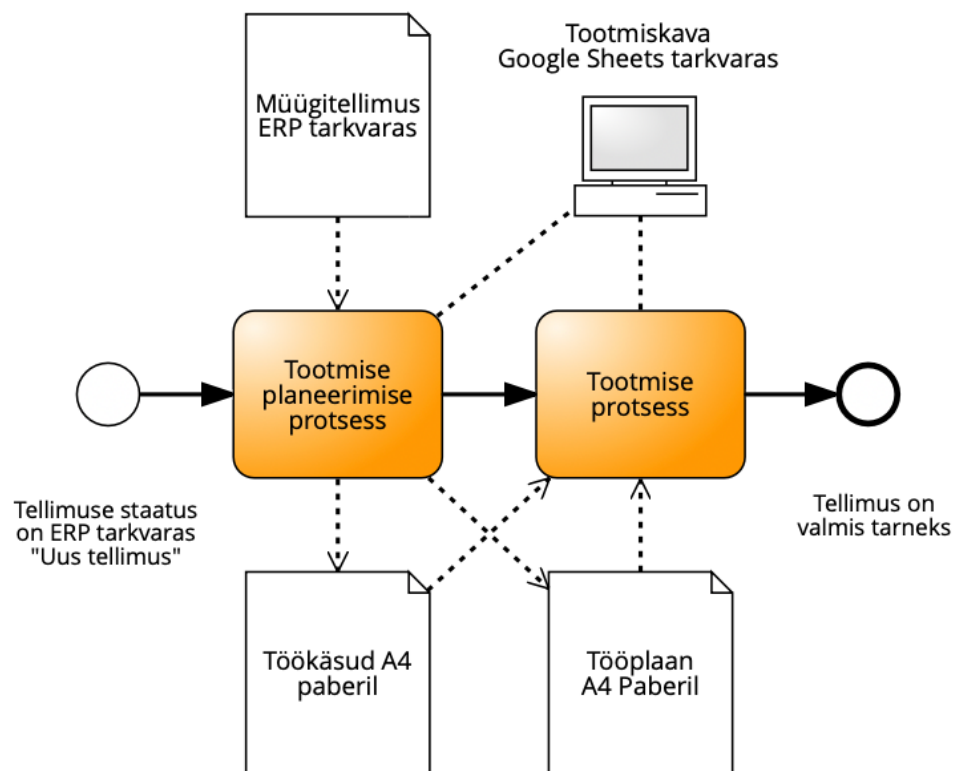 Tootmiskava
Google Sheets tarkvaras
Müügitellimus
ERP tarkvaras
Tootmise
planeerimise
protsess
Tootmise
protsess
Tellimuse staatus
on ERP tarkvaras
"Uus tellimus"
Tellimus on
valmis tarneks
Töökäsud A4
paberil
Tööplaan
A4 Paberil